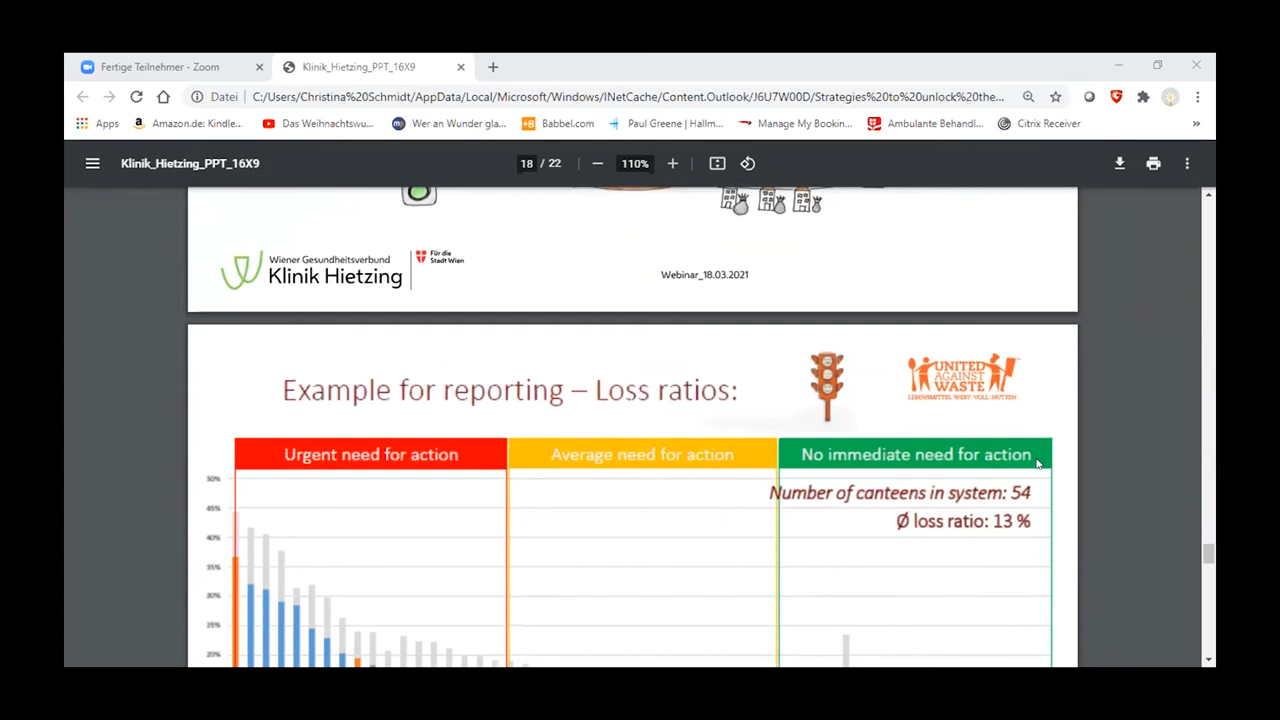 Fertige Teilnehmer - Zoom
Klinik_Hietzing_PPT_16X9
Datei
C:/Users/Christina%20Schmidt/AppData/Local/Microsoft/Windows/INetCache/Content.Outlook/J6U7W00D/Strategies%20to%20unlock%20the...
Apps
Amazon.de: Kindle...
Das Weihnachtswu...
Wer an Wunder gla...
Babbel.com
Paul Greene | Hallm...
Manage My Bookin...
Ambulante Behandl...
Citrix Receiver
Klinik_Hietzing_PPT_16X9
18 / 22
110%
Wiener Gesundheitsverbund
Klinik Hietzing
Für die
Stadt Wien
Webinar_18.03.2021
Example for reporting – Loss ratios:
UNITED
AGAINST
WASTE
LEBENSMITTEL WERT VOLL NUTZEN
Urgent need for action
Average need for action
No immediate need for action
Number of canteens in system: 54
Ø loss ratio: 13 %
50%
45%
40%
35%
30%
25%
20%